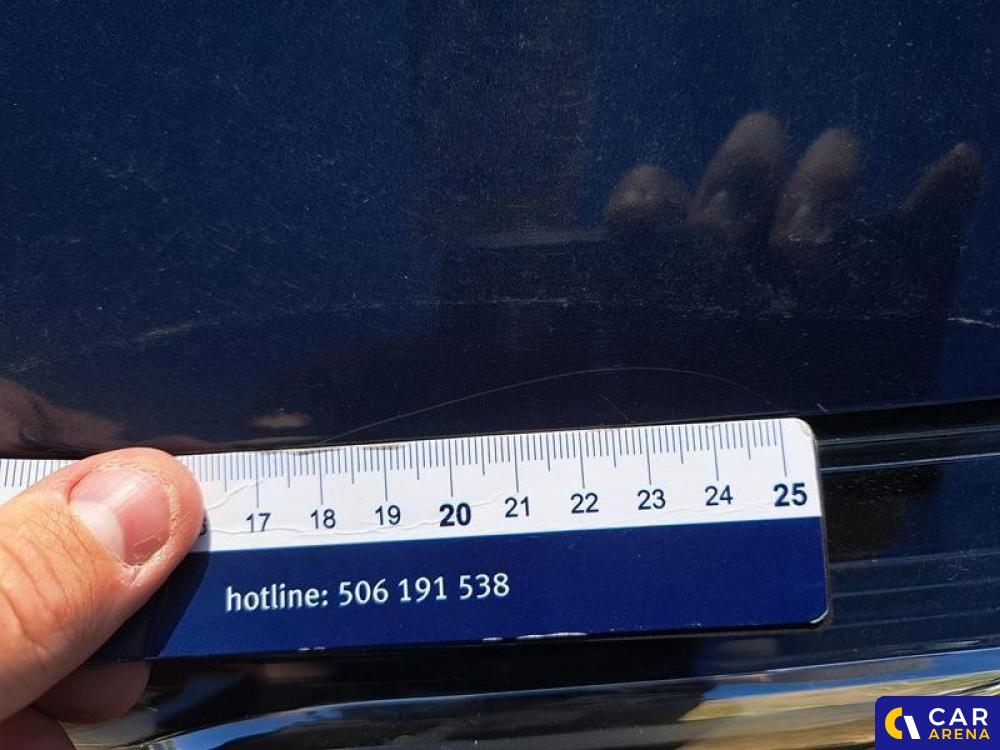 17 18 19 20 21 22 23 24 25
hotline: 506 191 538
CAR
ARENA